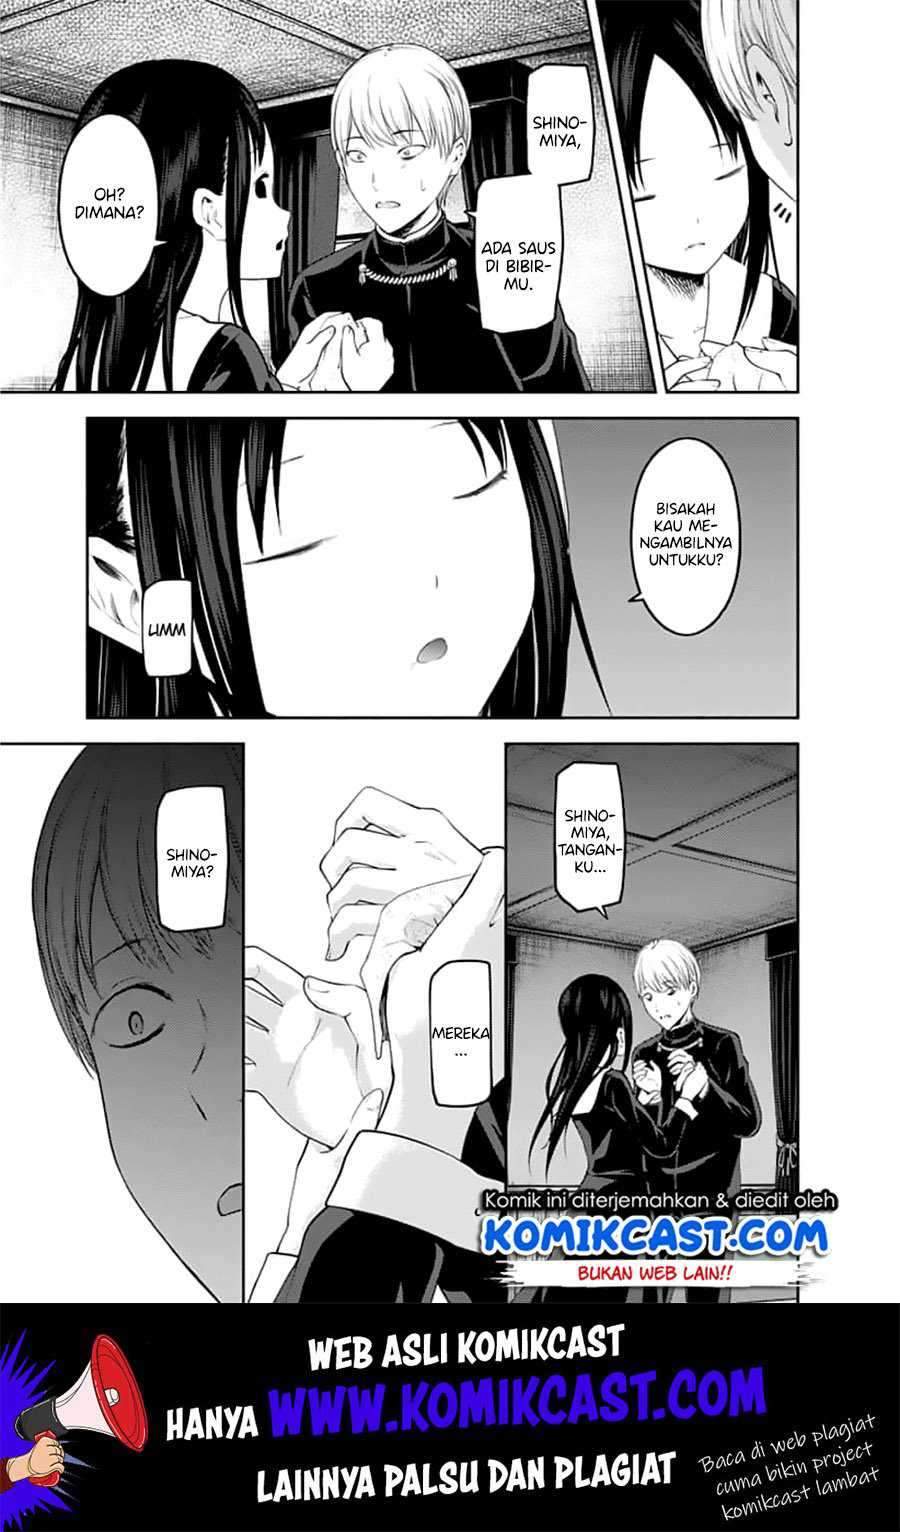 SHINO-
MIYA,
ADA SAUS
DI BIBIR-
MU.
OH?
DIMANA?
BISAKAH
KAU ME-
NGAMBILNYA
UNTUKKU?
UMM
SHINO-
MIYA,
TANGAN-
KU...
MEREKA
...
SHINO-
MIYA?
Komik ini diterjemahkan & diedit oleh
KOMIKCAST.COM
BUKAN WEB LAIN!!
WEB ASLI KOMIKCAST
HANYA WWW.KOMIKCAST.COM
LAINNYA PALSU DAN PLAGIAT
Baca di web plagiat
cuma bikin project
komikcast lambat